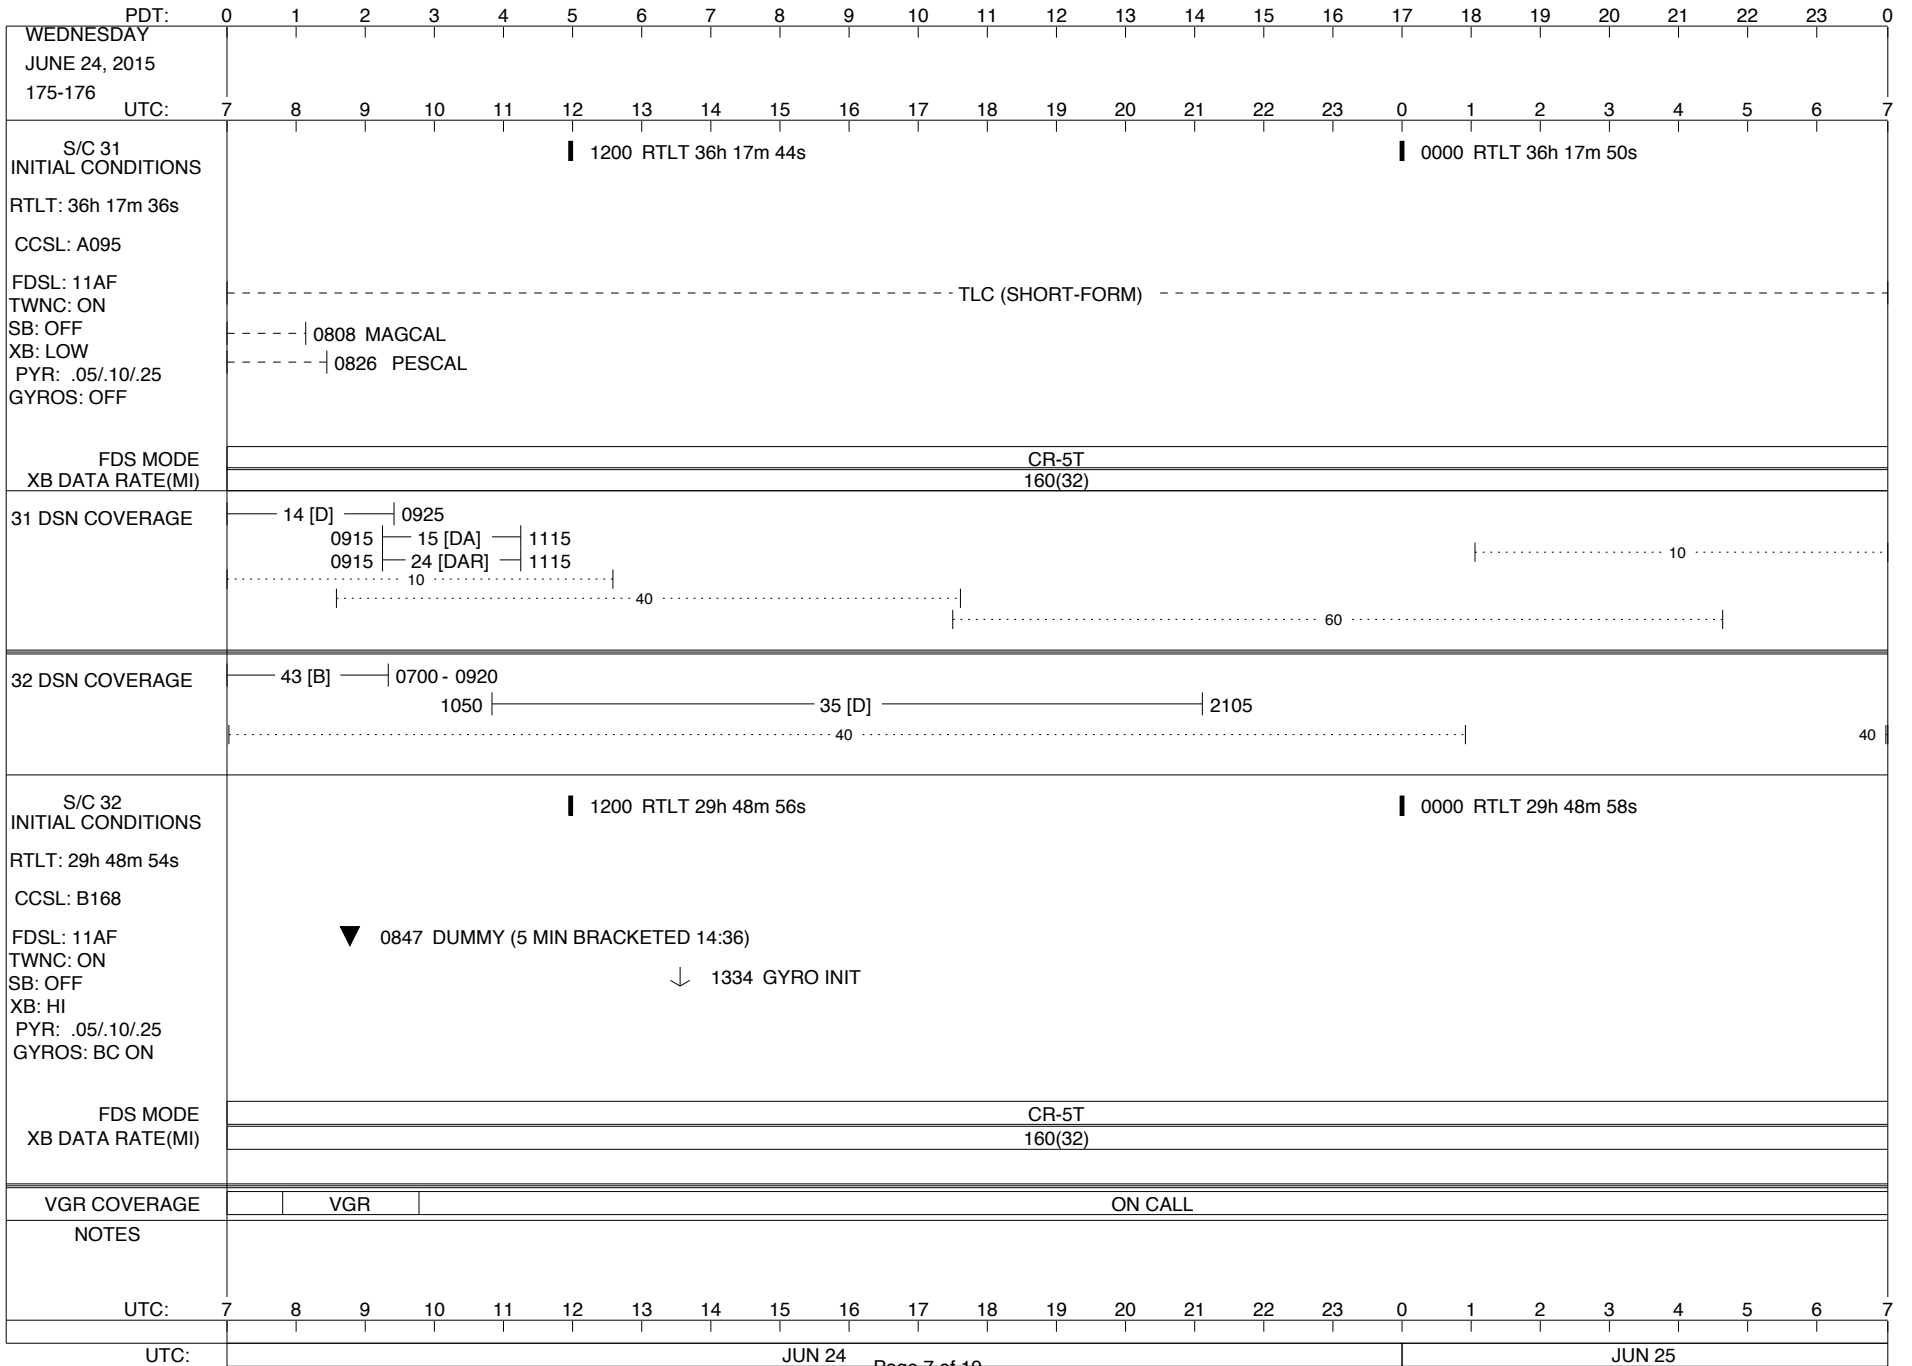 PDT: 0 1 2 3 4 5 6 7 8 9 10 11 12 13 14 15 16 17 18 19 20 21 22 23 0
WEDNESDAY
JUNE 24, 2015
175-176
UTC: 7 8 9 10 11 12 13 14 15 16 17 18 19 20 21 22 23 0 1 2 3 4 5 6 7
S/C 31
INITIAL CONDITIONS
1200 RTLT 36h 17m 44s
0000 RTLT 36h 17m 50s
RTLT: 36h 17m 36s
CCSL: A095
FDSL: 11AF
TWNC: ON
SB: OFF
XB: LOW
PYR: .05/.10/.25
GYROS: OFF
TLC (SHORT-FORM)
0808 MAGCAL
0826 PESCAL
FDS MODE CR-5T
XB DATA RATE(MI) 160(32)
31 DSN COVERAGE
14 [D] 0925
0915 15 [DA] 1115
0915 24 [DAR] 1115
10
10
40
60
32 DSN COVERAGE
43 [B] 0700 - 0920
1050 35 [D] 2105
40 40
S/C 32
INITIAL CONDITIONS
1200 RTLT 29h 48m 56s
0000 RTLT 29h 48m 58s
RTLT: 29h 48m 54s
CCSL: B168
FDSL: 11AF
TWNC: ON
SB: OFF
XB: HI
PYR: .05/.10/.25
GYROS: BC ON
0847 DUMMY (5 MIN BRACKETED 14:36)
1334 GYRO INIT
FDS MODE CR-5T
XB DATA RATE(MI) 160(32)
VGR COVERAGE VGR ON CALL
NOTES
UTC: 7 8 9 10 11 12 13 14 15 16 17 18 19 20 21 22 23 0 1 2 3 4 5 6 7
UTC: JUN 24 JUN 25
Page 7 of 19